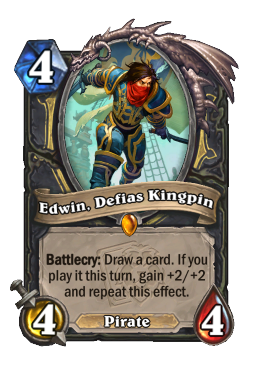 4
Edwin, Defias Kingpin
Battlecry: Draw a card. If you
play it this turn, gain +2/+2
and repeat this effect.
4 Pirate 4